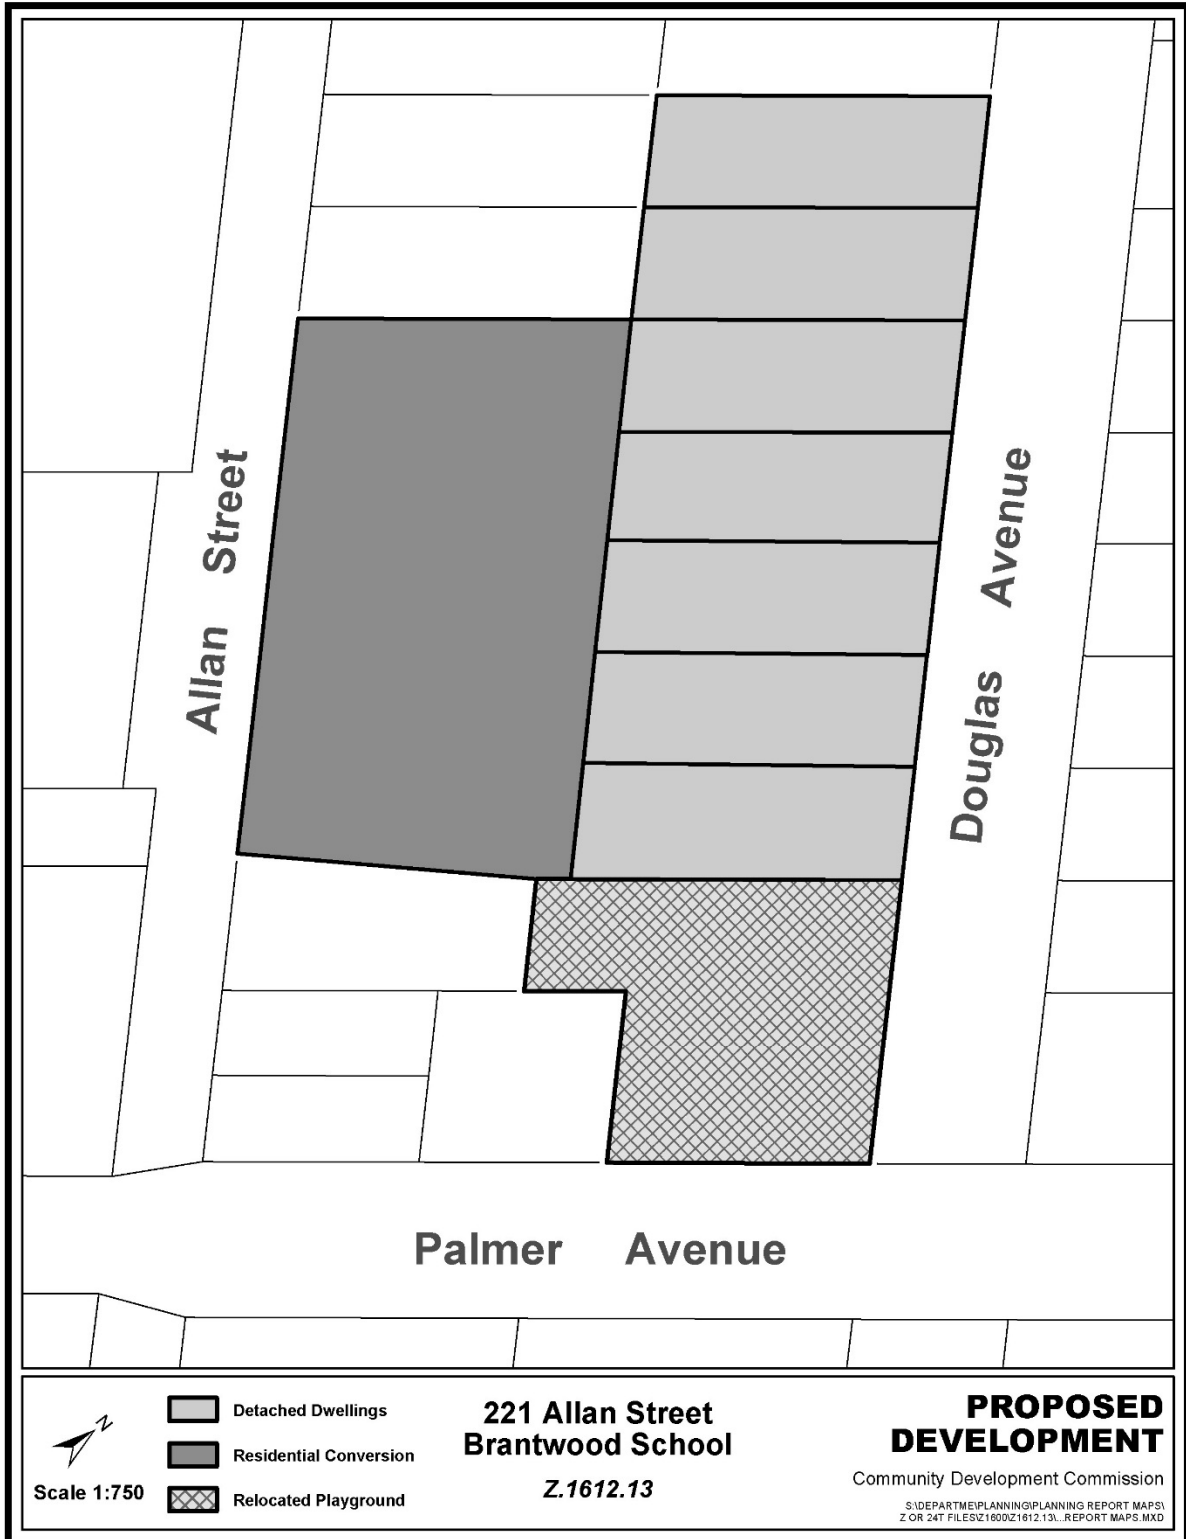 Allan Street
Douglas Avenue
Palmer Avenue
N
Scale 1:750
Detached Dwellings
Residential Conversion
Relocated Playground
221 Allan Street
Brantwood School
Z.1612.13
PROPOSED
DEVELOPMENT
Community Development Commission
S:\DEPARTME\PLANNING\PLANNING REPORT MAPS\
Z OR 24T FILES\Z1600\Z1612.13\...REPORT MAPS.MXD